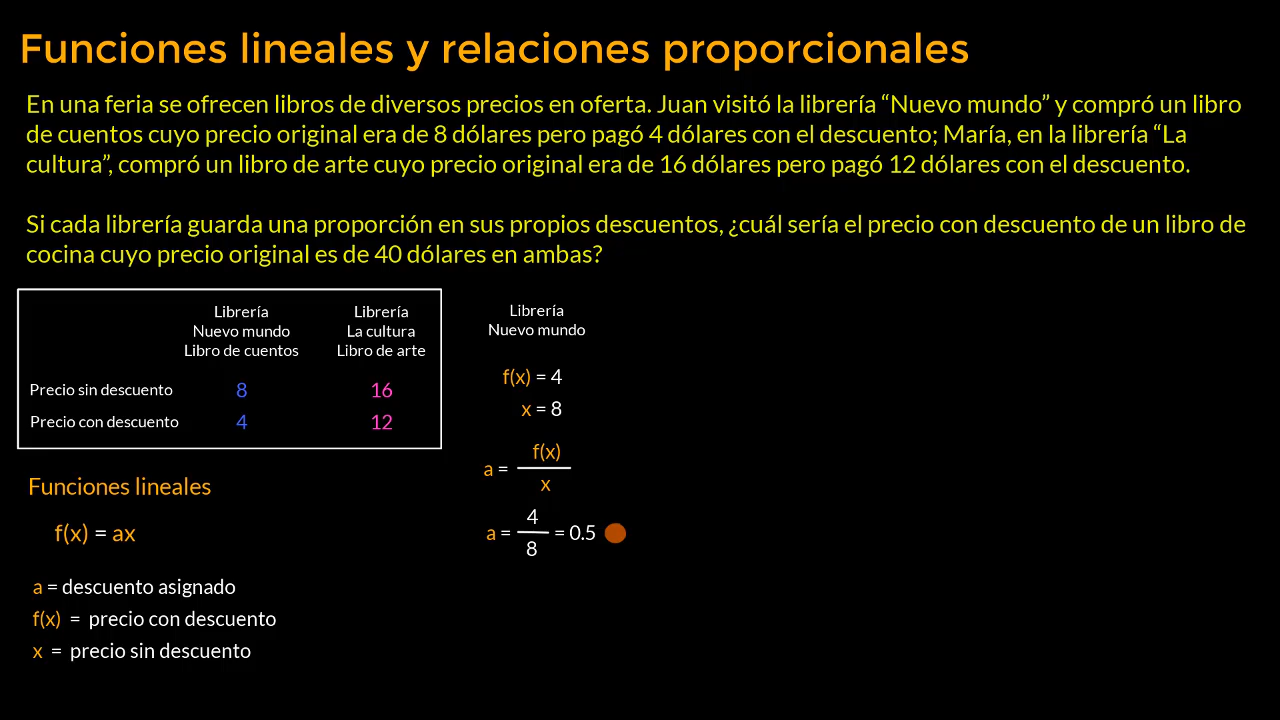 Funciones lineales y relaciones proporcionales
En una feria se ofrecen libros de diversos precios en oferta. Juan visitó la librería “Nuevo mundo” y compró un libro
de cuentos cuyo precio original era de 8 dólares pero pagó 4 dólares con el descuento; María, en la librería “La
cultura”, compró un libro de arte cuyo precio original era de 16 dólares pero pagó 12 dólares con el descuento.
Si cada librería guarda una proporción en sus propios descuentos, ¿cuál sería el precio con descuento de un libro de
cocina cuyo precio original es de 40 dólares en ambas?
Librería
Nuevo mundo
Libro de cuentos
Librería
La cultura
Libro de arte
Precio sin descuento 8 16
Precio con descuento 4 12
Funciones lineales
f(x) = ax
a = descuento asignado
f(x) = precio con descuento
x = precio sin descuento
Librería
Nuevo mundo
f(x) = 4
x = 8
f(x)
a =
x
4
a = = 0.5
8